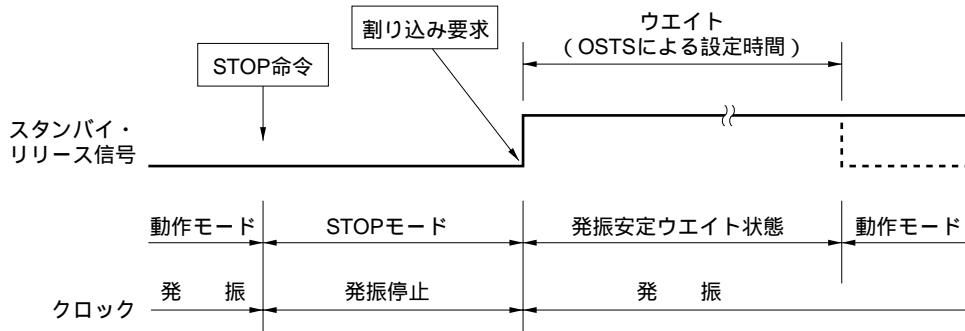 ウエイト
(OSTSによる設定時間)
割り込み要求
STOP命令
スタンバイ・
リリース信号
動作モード STOPモード 発振安定ウエイト状態 動作モード
クロック 発 振 発振停止 発 振